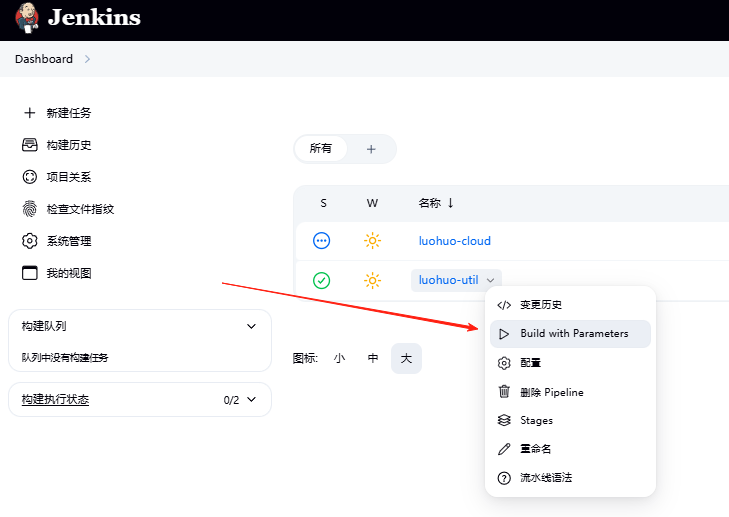 Jenkins
Dashboard
新建任务
构建历史
项目关系
检查文件指纹
系统管理
我的视图
构建队列
队列中没有构建任务
构建执行状态 0/2
所有 +
S W 名称 ↓
luohuo-cloud
luohuo-util
图标: 小 中 大
变更历史
Build with Parameters
配置
删除 Pipeline
Stages
重命名
流水线语法